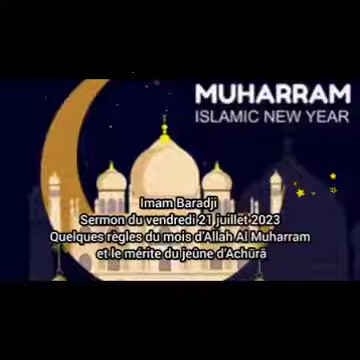 MUHARRAM
ISLAMIC NEW YEAR
Imam Baradji
Sermon du vendredi 21 juillet 2023
Quelques règles du mois d'Allah Al Muharram
et le mérite du jeûne d'Achūrā